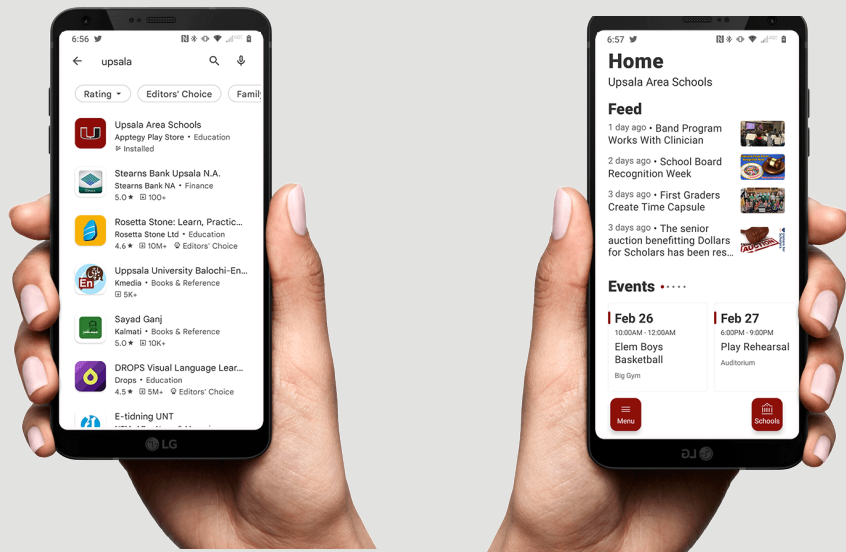 6:56
upsala
Rating
Editors' Choice
Family
Upsala Area Schools
Apptegy Play Store • Education
Installed
Stearns Bank Upsala N.A.
Stearns Bank NA • Finance
5.0★ 100+
Rosetta Stone: Learn, Practic...
Rosetta Stone Ltd • Education
4.6★ 10M+ Editors' Choice
En
Uppsala University Balochi-En...
Kmedia • Books & Reference
5K+
Sayad Ganj
Kalmati • Books & Reference
5.0★ 10K+
DROPS Visual Language Lear...
Drops • Education
4.5★ 5M+ Editors' Choice
E-tidning UNT
LG
6:57
Home
Upsala Area Schools
Feed
1 day ago • Band Program
Works With Clinician
2 days ago • School Board
Recognition Week
3 days ago • First Graders
Create Time Capsule
3 days ago • The senior
auction benefitting Dollars
for Scholars has been res...
AUCTION
Events
Feb 26
10:00AM - 12:00AM
Elem Boys
Basketball
Big Gym
Feb 27
6:00PM - 9:00PM
Play Rehearsal
Auditorium
Menu
Schools
LG